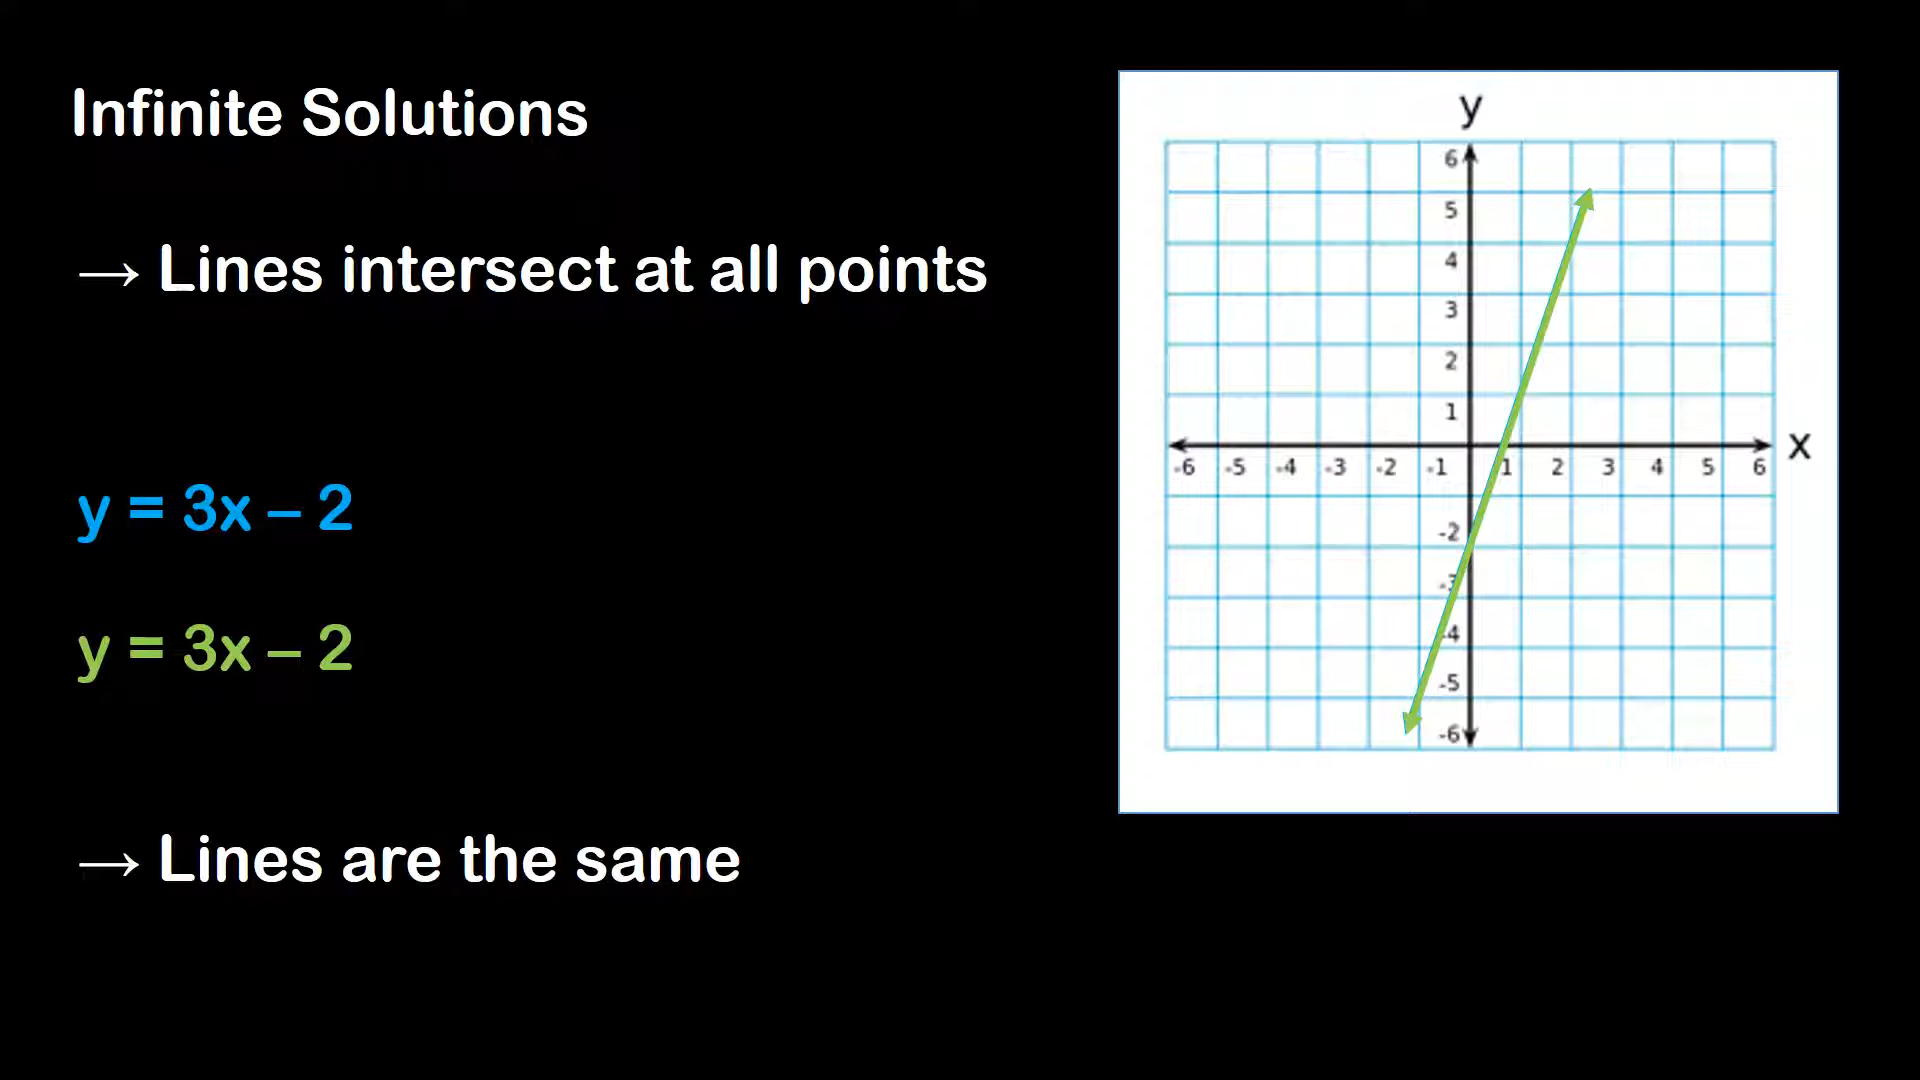 Infinite Solutions
→ Lines intersect at all points
y = 3x – 2
y = 3x – 2
→ Lines are the same
y
6
5
4
3
2
1
x
-6 -5 -4 -3 -2 -1 1 2 3 4 5 6
-2
-3
-4
-5
-6